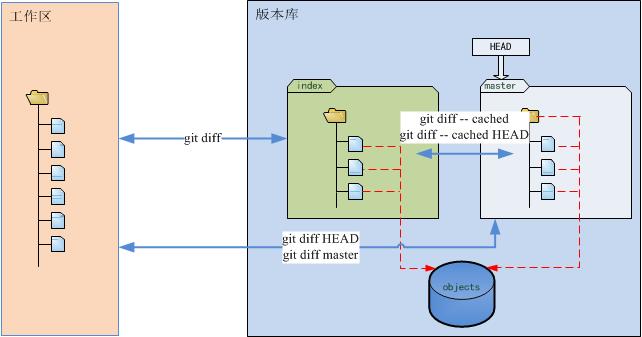 工作区
版本库
HEAD
index
master
git diff -- cached
git diff -- cached HEAD
git diff
git diff HEAD
git diff master
objects